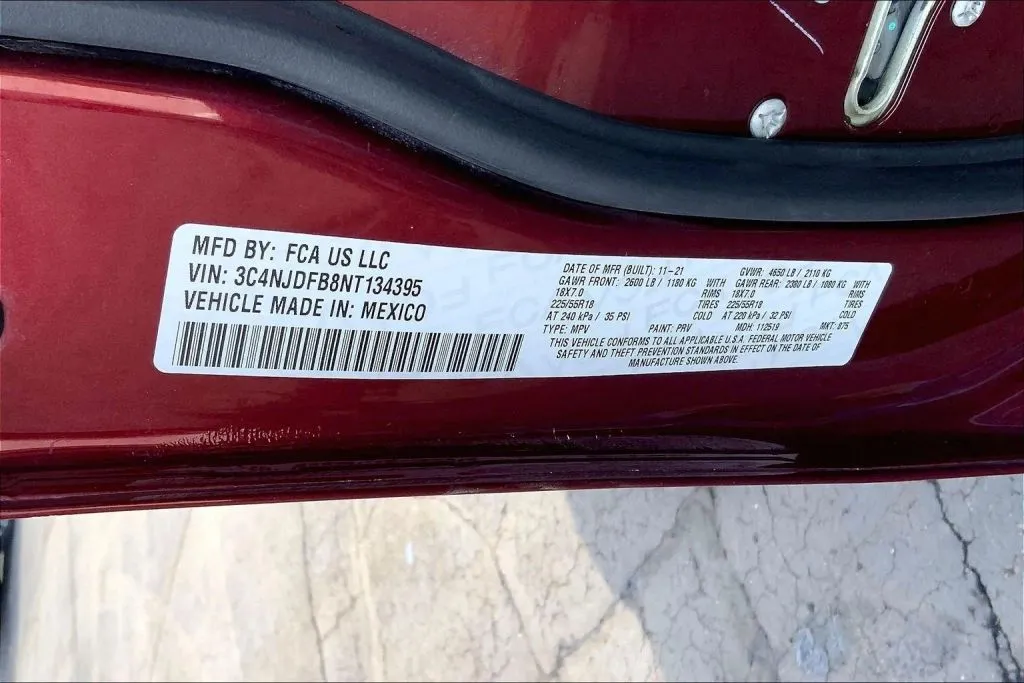 MFD BY: FCA US LLC
VIN: 3C4NJDFB8NT134395
VEHICLE MADE IN: MEXICO
DATE OF MFR (BUILT): 11-21 GVWR: 4650 LB / 2110 KG
GAWR FRONT: 2600 LB / 1180 KG WITH GAWR REAR: 2380 LB / 1080 KG WITH
18X7.0 RIMS 18X7.0 RIMS
225/55R18 TIRES 225/55R18 TIRES
AT 240 kPa / 35 PSI COLD AT 220 kPa / 32 PSI COLD
TYPE: MPV PAINT: PRV MDH: 112519 MKT: 875
THIS VEHICLE CONFORMS TO ALL APPLICABLE U.S.A. FEDERAL MOTOR VEHICLE
SAFETY AND THEFT PREVENTION STANDARDS IN EFFECT ON THE DATE OF
MANUFACTURE SHOWN ABOVE.